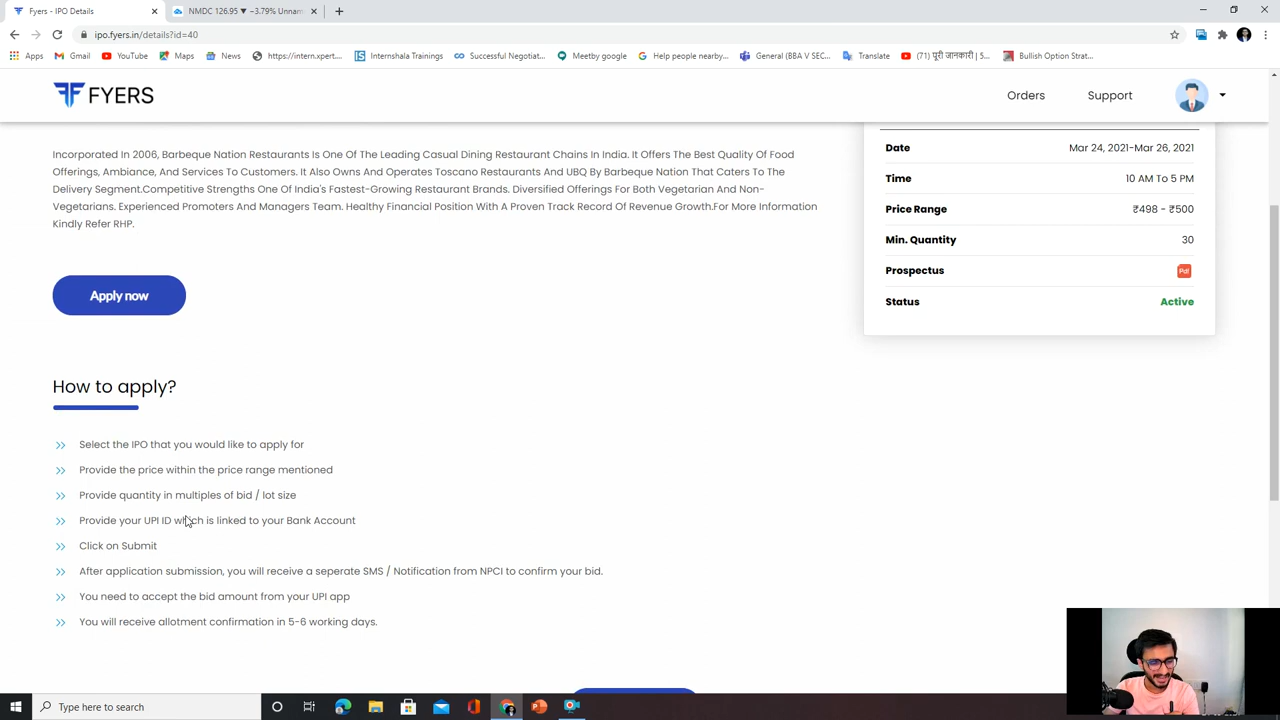 Fyers - IPO Details
NMDC 126.95 ▼ -3.79% Unnam
ipo.fyers.in/details?id=40
Apps
Gmail
YouTube
Maps
News
https://intern.xpert....
Internshala Trainings
Successful Negotiat...
Meetby google
Help people nearby...
General (BBA V SEC...
Translate
(71) पूरी जानकारी | 5...
Bullish Option Strat...
FYERS
Orders
Support
Incorporated In 2006, Barbeque Nation Restaurants Is One Of The Leading Casual Dining Restaurant Chains In India. It Offers The Best Quality Of Food
Offerings, Ambiance, And Services To Customers. It Also Owns And Operates Toscano Restaurants And UBQ By Barbeque Nation That Caters To The
Delivery Segment.Competitive Strengths One Of India's Fastest-Growing Restaurant Brands. Diversified Offerings For Both Vegetarian And Non-
Vegetarians. Experienced Promoters And Managers Team. Healthy Financial Position With A Proven Track Record Of Revenue Growth.For More Information
Kindly Refer RHP.
Date Mar 24, 2021-Mar 26, 2021
Time 10 AM To 5 PM
Price Range ₹498 - ₹500
Min. Quantity 30
Prospectus Pdf
Status Active
Apply now
How to apply?
Select the IPO that you would like to apply for
Provide the price within the price range mentioned
Provide quantity in multiples of bid / lot size
Provide your UPI ID which is linked to your Bank Account
Click on Submit
After application submission, you will receive a seperate SMS / Notification from NPCI to confirm your bid.
You need to accept the bid amount from your UPI app
You will receive allotment confirmation in 5-6 working days.
Type here to search